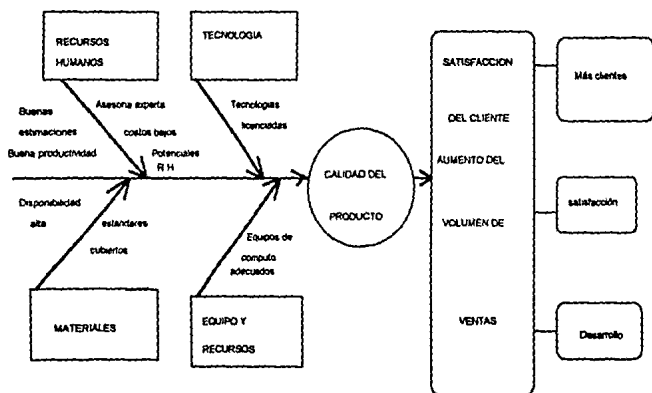 RECURSOS
HUMANOS
TECNOLOGIA
Buenas
estimaciones
Buena productividad
Asesoria experta
costos bajos
Potenciales
R H
Tecnologías
licenciadas
Disponibilidad
alta
estandares
cubiertos
Equipos de
computo
adecuados
MATERIALES
EQUIPO Y
RECURSOS
CALIDAD DEL
PRODUCTO
SATISFACCION
DEL CLIENTE
AUMENTO DEL
VOLUMEN DE
VENTAS
Más clientes
satisfacción
Desarrollo